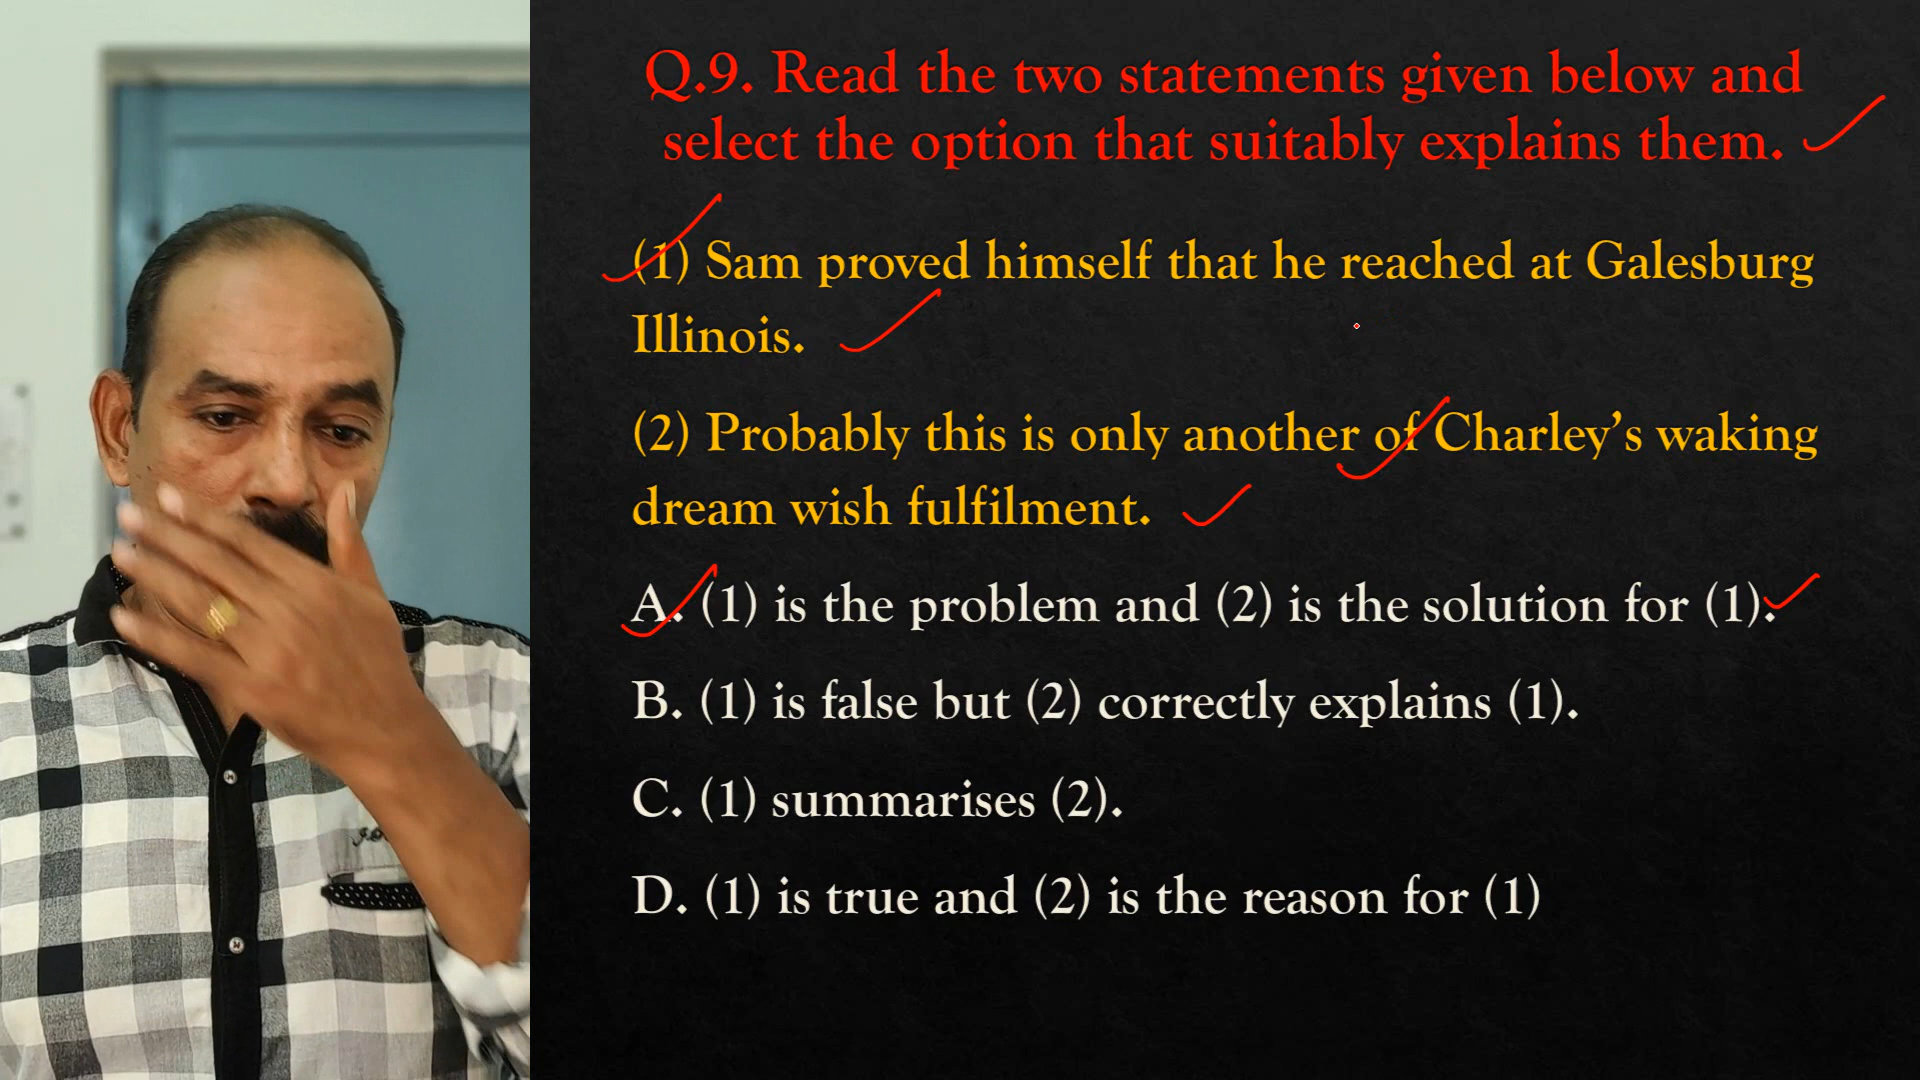 Q.9. Read the two statements given below and
select the option that suitably explains them.
(1) Sam proved himself that he reached at Galesburg
Illinois.
(2) Probably this is only another of Charley's waking
dream wish fulfilment.
A. (1) is the problem and (2) is the solution for (1).
B. (1) is false but (2) correctly explains (1).
C. (1) summarises (2).
D. (1) is true and (2) is the reason for (1)